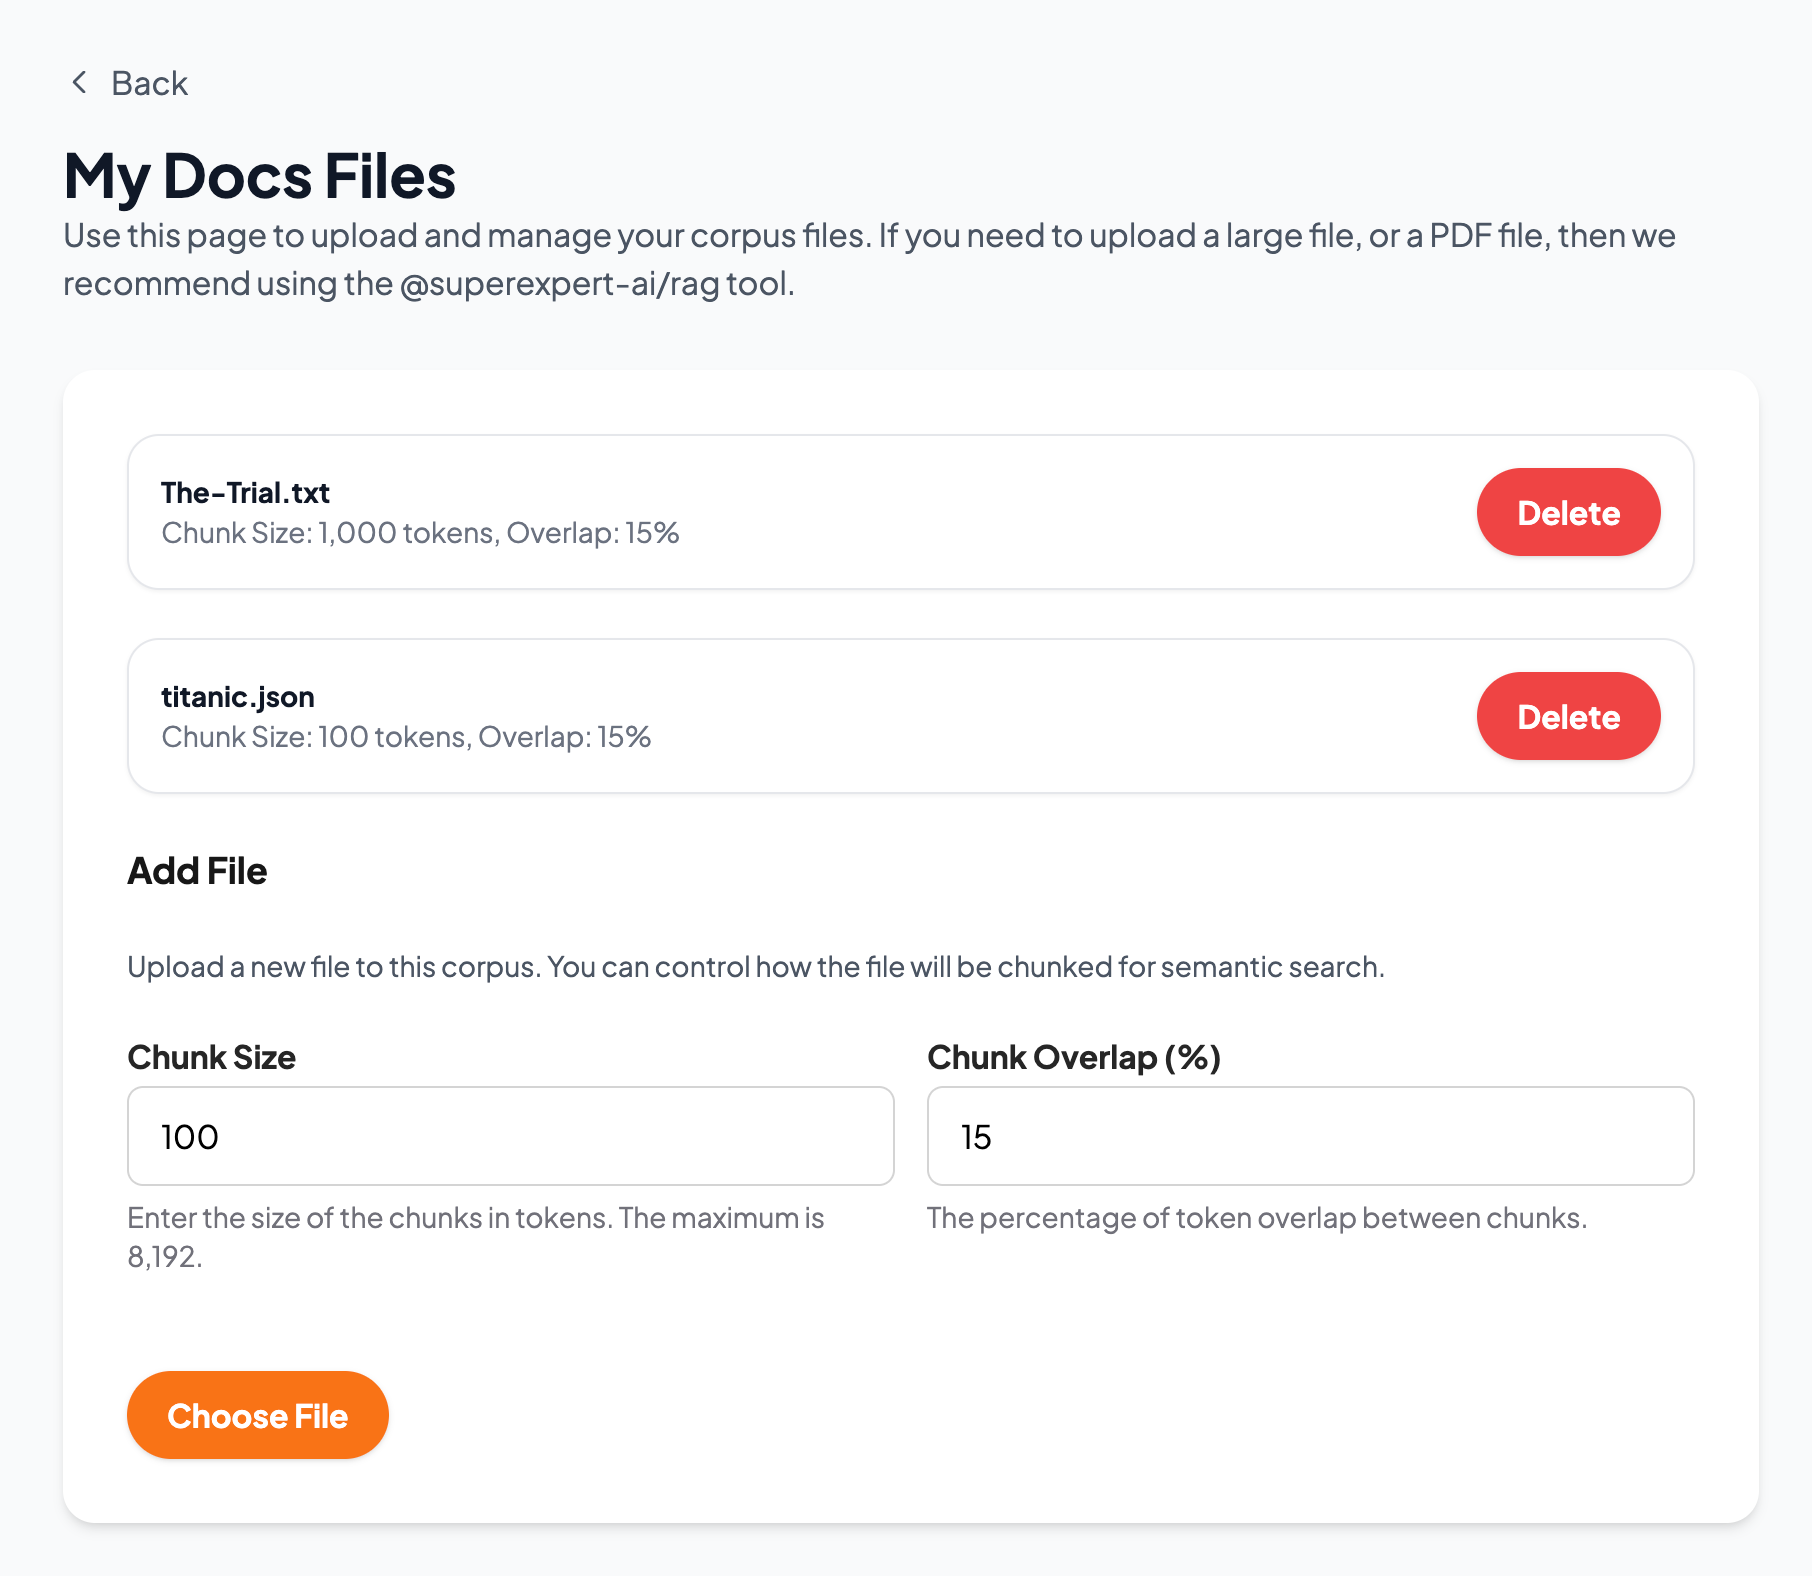 Back
My Docs Files
Use this page to upload and manage your corpus files. If you need to upload a large file, or a PDF file, then we
recommend using the @superexpert-ai/rag tool.
The-Trial.txt
Chunk Size: 1,000 tokens, Overlap: 15%
Delete
titanic.json
Chunk Size: 100 tokens, Overlap: 15%
Delete
Add File
Upload a new file to this corpus. You can control how the file will be chunked for semantic search.
Chunk Size
100
Enter the size of the chunks in tokens. The maximum is
8,192.
Chunk Overlap (%)
15
The percentage of token overlap between chunks.
Choose File